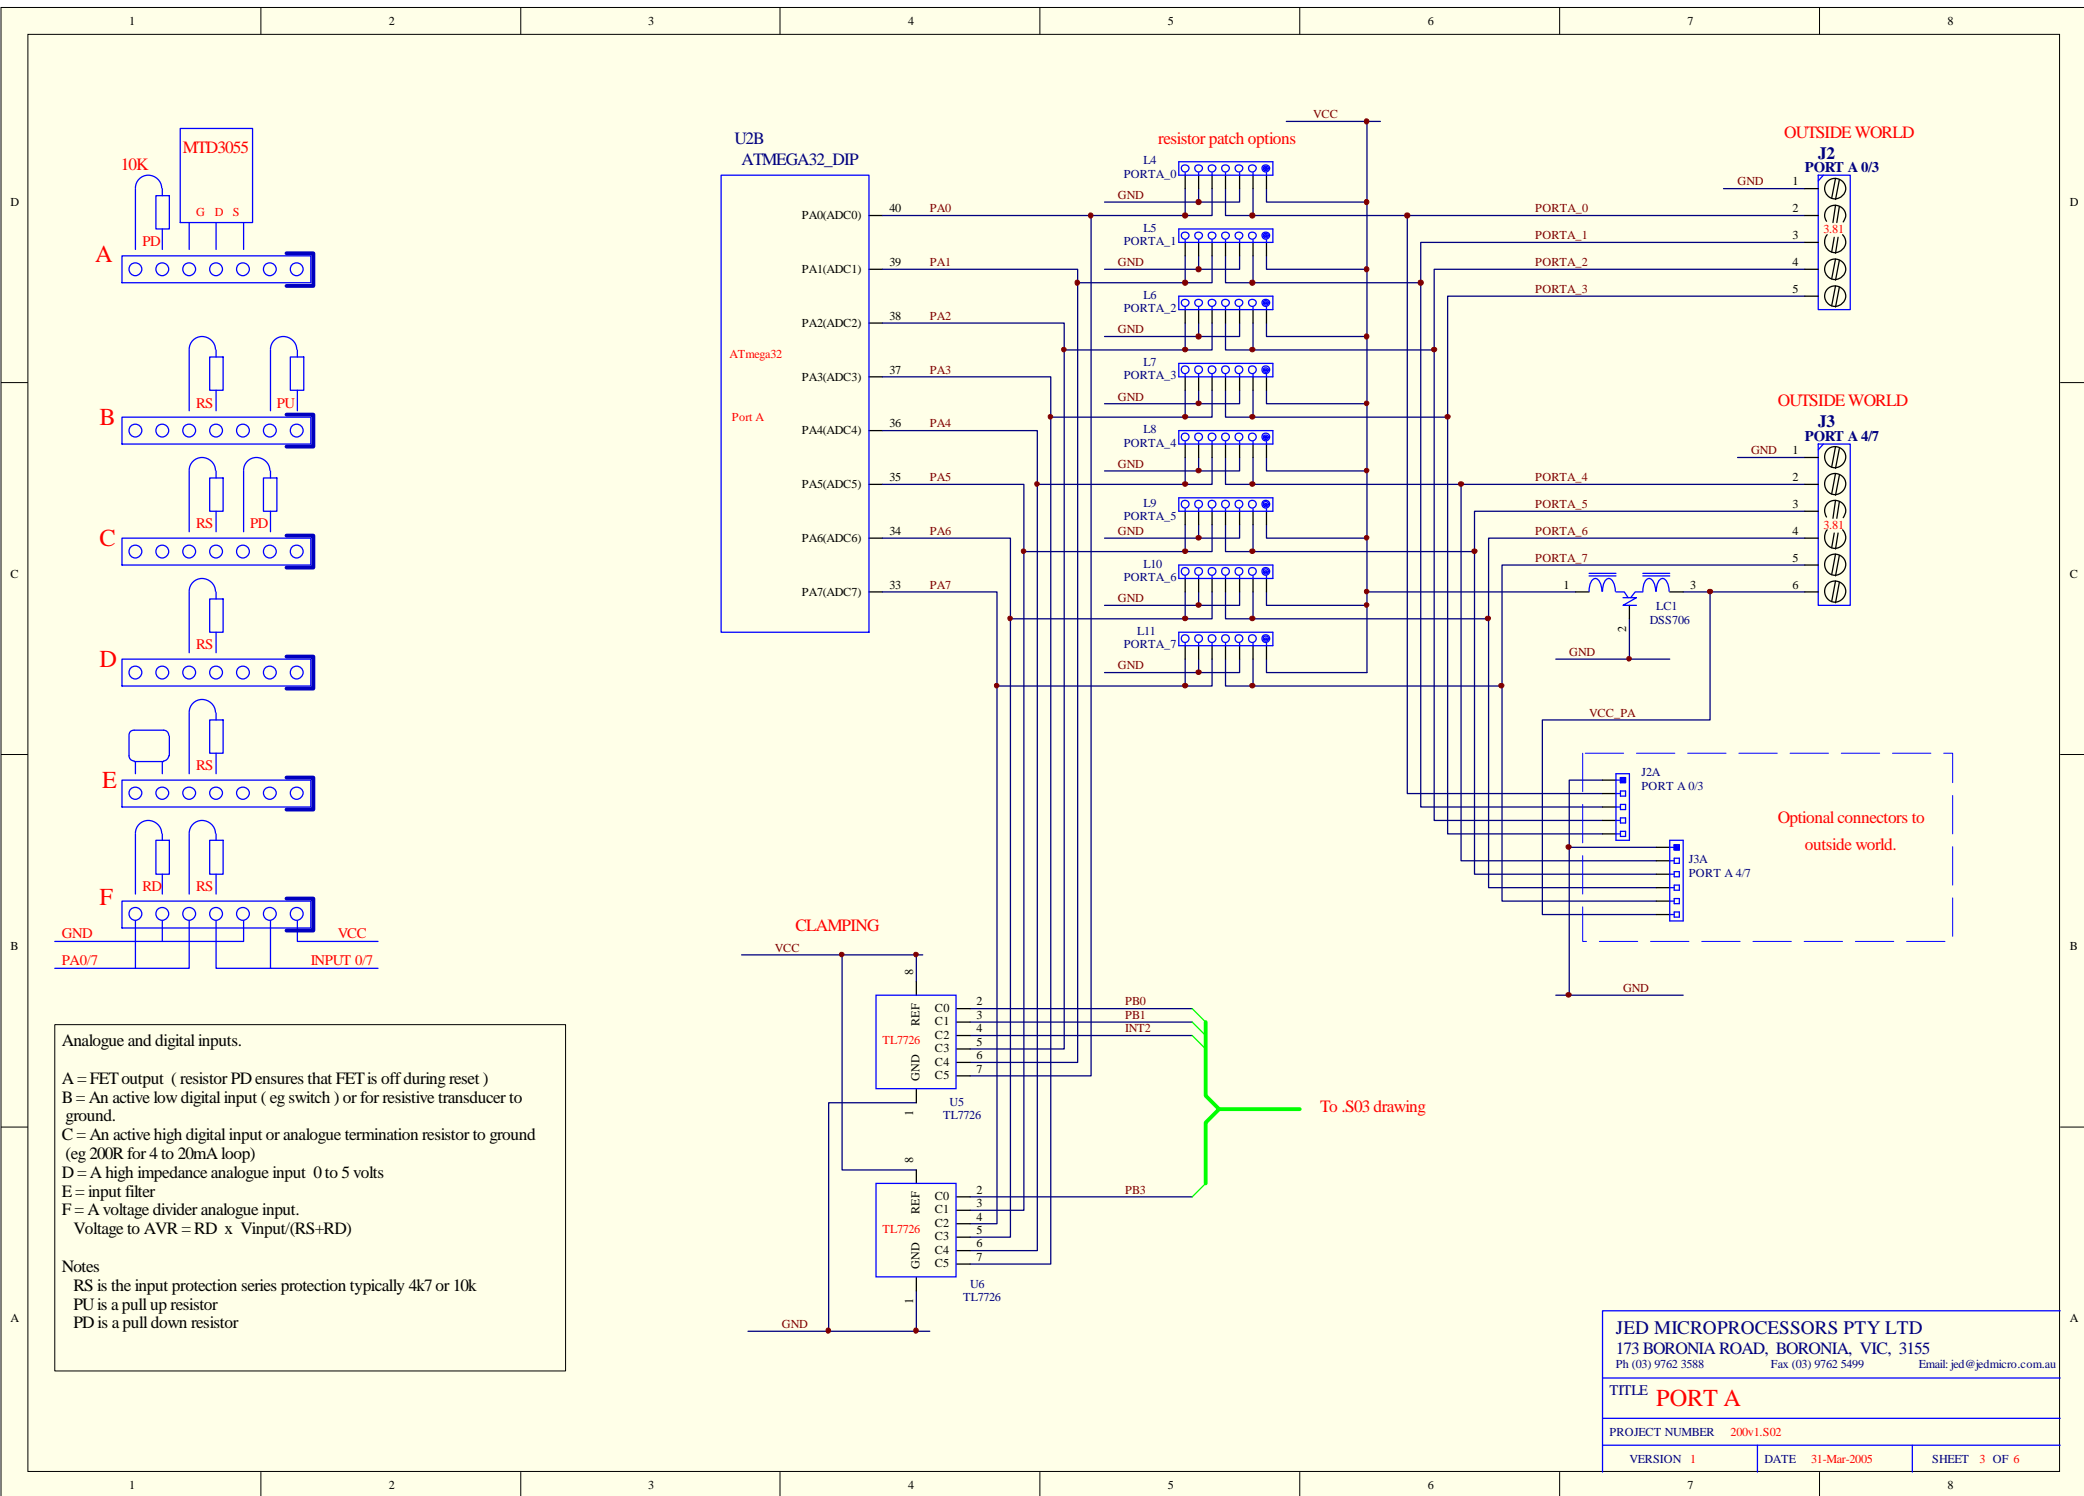 1 2 3 4 5 6 7 8
D
C
B
A
MTD3055
10K
G D S
PD
A
RS
PU
B
RS
PD
C
RS
D
RS
E
RD
RS
F
GND
VCC
PA0/7
INPUT 0/7
Analogue and digital inputs.
A = FET output ( resistor PD ensures that FET is off during reset )
B = An active low digital input ( eg switch ) or for resistive transducer to
ground.
C = An active high digital input or analogue termination resistor to ground
(eg 200R for 4 to 20mA loop)
D = A high impedance analogue input 0 to 5 volts
E = input filter
F = A voltage divider analogue input.
Voltage to AVR = RD x Vinput/(RS+RD)
Notes
RS is the input protection series protection typically 4k7 or 10k
PU is a pull up resistor
PD is a pull down resistor
U2B
ATMEGA32_DIP
ATmega32
Port A
PA0(ADC0) 40 PA0
PA1(ADC1) 39 PA1
PA2(ADC2) 38 PA2
PA3(ADC3) 37 PA3
PA4(ADC4) 36 PA4
PA5(ADC5) 35 PA5
PA6(ADC6) 34 PA6
PA7(ADC7) 33 PA7
resistor patch options
VCC
L4
PORTA_0
GND
L5
PORTA_1
GND
L6
PORTA_2
GND
L7
PORTA_3
GND
L8
PORTA_4
GND
L9
PORTA_5
GND
L10
PORTA_6
GND
L11
PORTA_7
GND
OUTSIDE WORLD
J2
PORT A 0/3
GND 1
PORTA_0 2
3.81
PORTA_1 3
PORTA_2 4
PORTA_3 5
OUTSIDE WORLD
J3
PORT A 4/7
GND 1
PORTA_4 2
PORTA_5 3
3.81
PORTA_6 4
PORTA_7 5
1 3 6
LC1
DSS706
2
GND
VCC_PA
J2A
PORT A 0/3
Optional connectors to
outside world.
J3A
PORT A 4/7
GND
CLAMPING
VCC
8
REF
TL7726
GND
C0 2 PB0
C1 3 PB1
C2 4 INT2
C3 5
C4 6
C5 7
1
U5
TL7726
To .S03 drawing
8
REF
TL7726
GND
C0 2 PB3
C1 3
C2 4
C3 5
C4 6
C5 7
1
U6
TL7726
GND
JED MICROPROCESSORS PTY LTD
173 BORONIA ROAD, BORONIA, VIC, 3155
Ph (03) 9762 3588 Fax (03) 9762 5499 Email: jed@jedmicro.com.au
TITLE PORT A
PROJECT NUMBER 200v1.S02
VERSION 1 DATE 31-Mar-2005 SHEET 3 OF 6
D
C
B
A
1 2 3 4 5 6 7 8